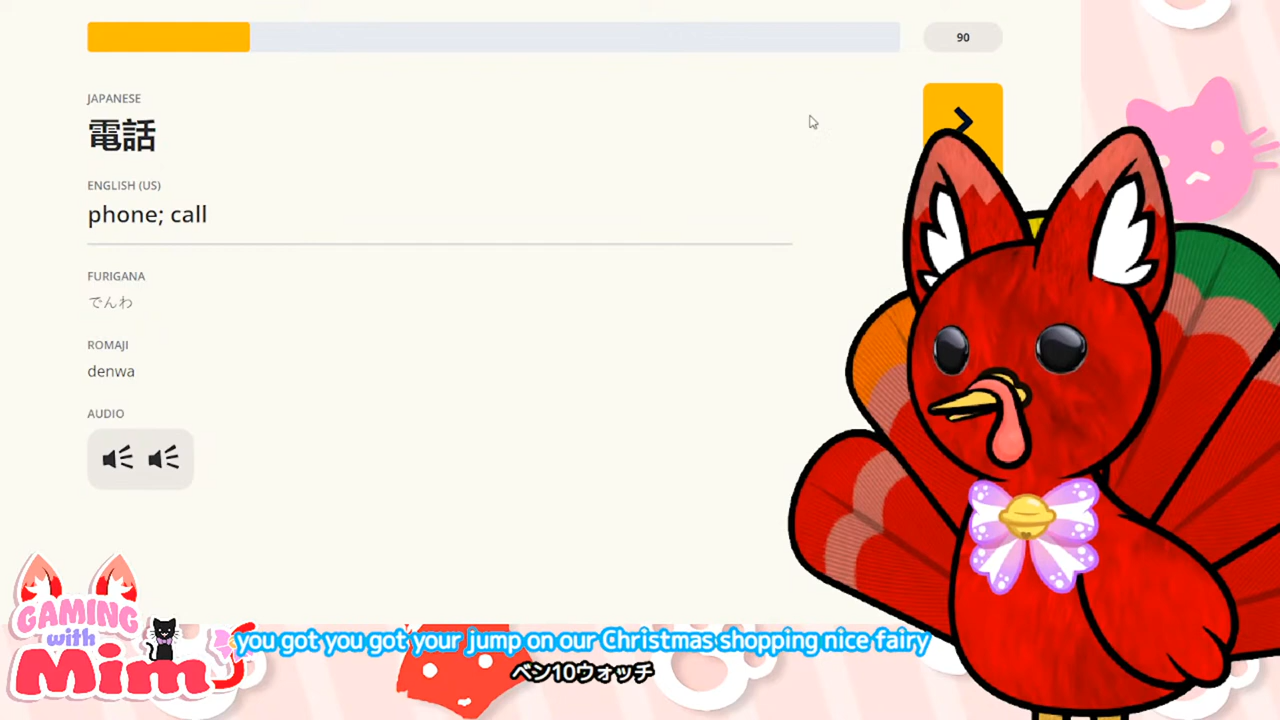 90
JAPANESE
電話
ENGLISH (US)
phone; call
FURIGANA
でんわ
ROMAJI
denwa
AUDIO
GAMING
with
Mim
you got you got your jump on our Christmas shopping nice fairy
ベン10ウォッチ